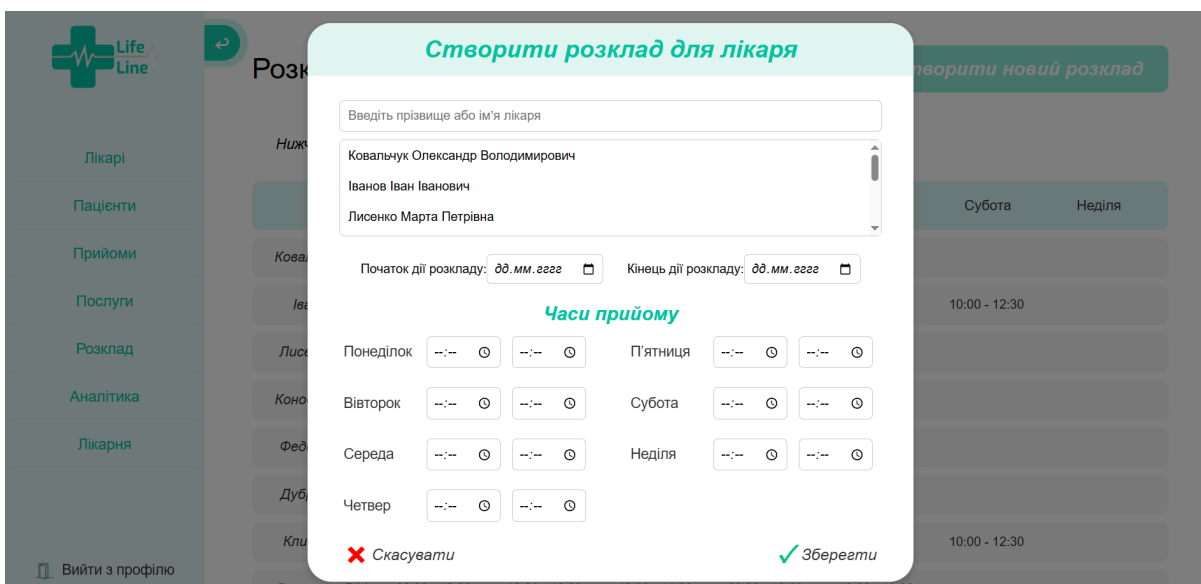 Life
Line
Лікарі
Пацієнти
Прийоми
Послуги
Розклад
Аналітика
Лікарня
Вийти з профілю
новий розклад
Субота Неділя
10:00 - 12:30
10:00 - 12:30
Створити розклад для лікаря
Введіть прізвище або ім'я лікаря
Ковальчук Олександр Володимирович
Іванов Іван Іванович
Лисенко Марта Петрівна
Початок дії розкладу: дд.мм.гггг Кінець дії розкладу: дд.мм.гггг
Часи прийому
Понеділок --:-- --:-- П'ятниця --:-- --:--
Вівторок --:-- --:-- Субота --:-- --:--
Середа --:-- --:-- Неділя --:-- --:--
Четвер --:-- --:--
Скасувати Зберегти